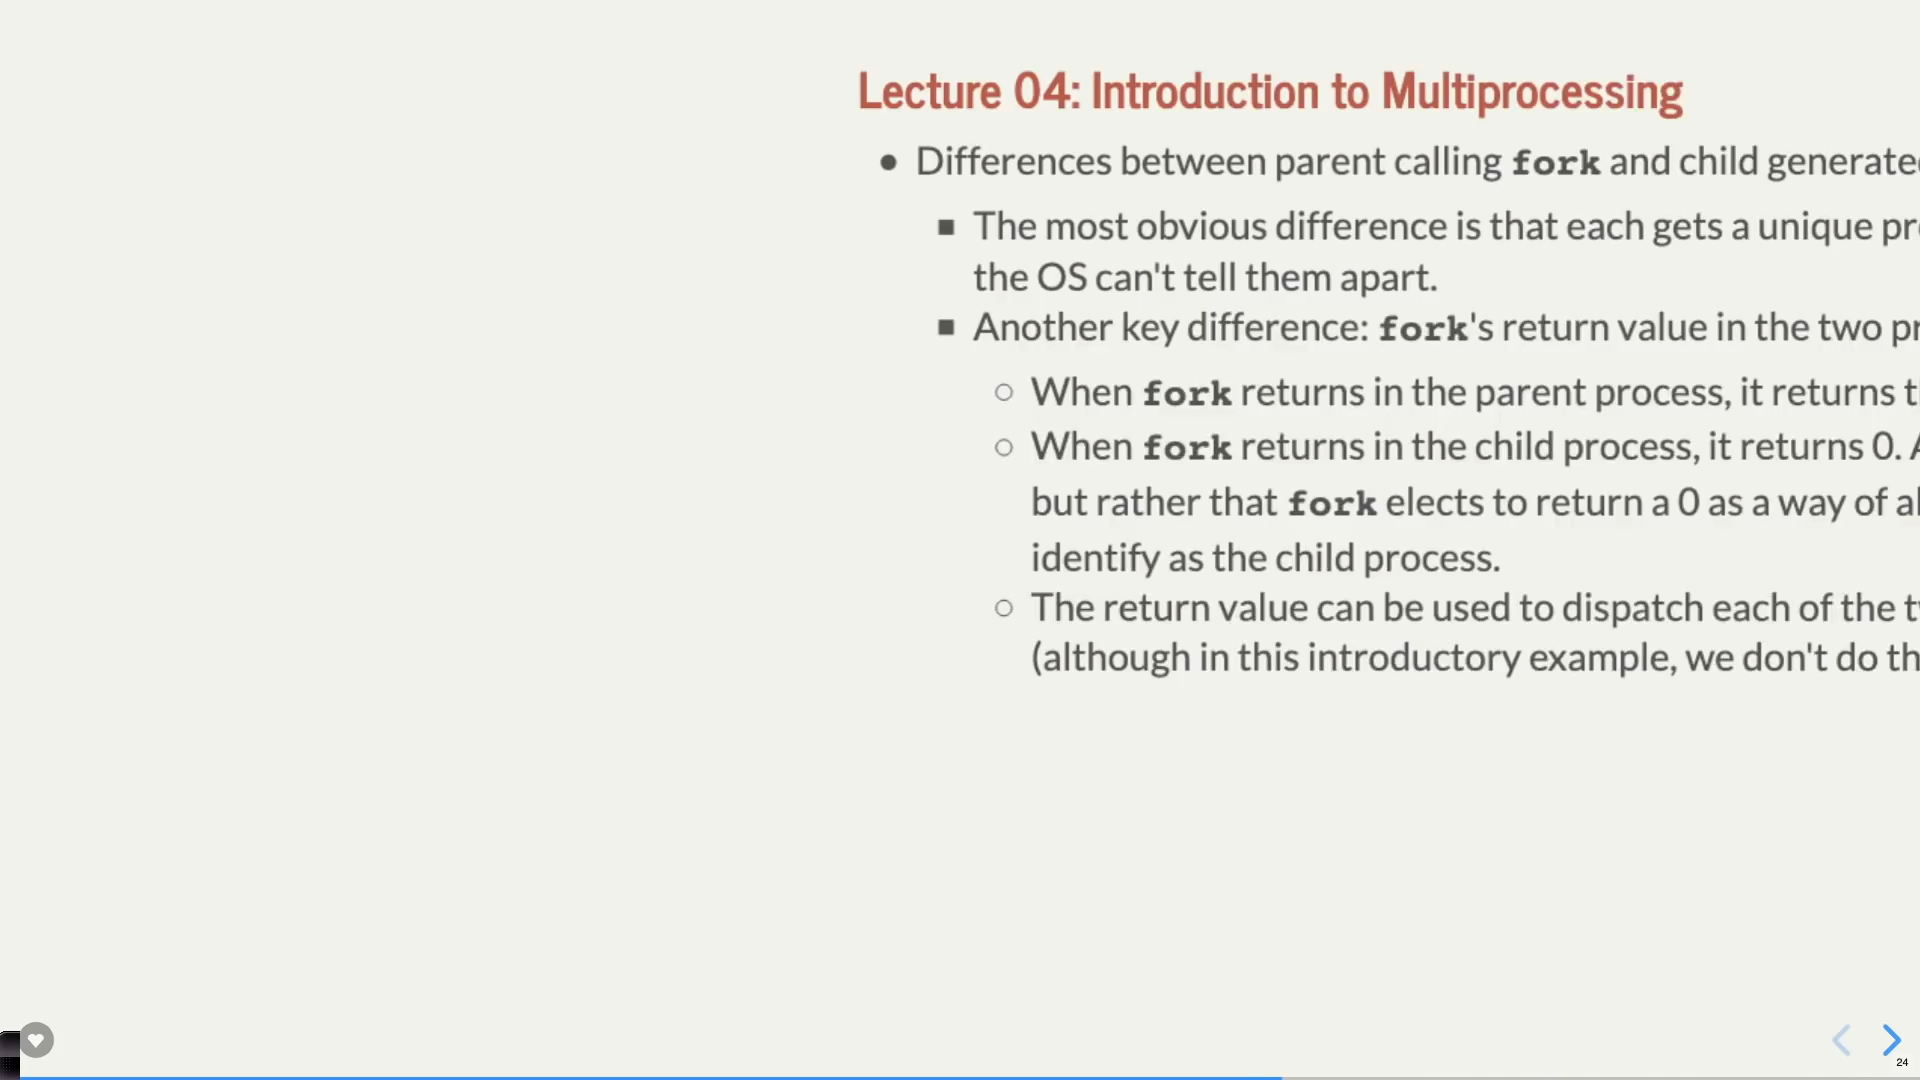 Lecture 04: Introduction to Multiprocessing
Differences between parent calling fork and child generated
The most obvious difference is that each gets a unique
the OS can't tell them apart.
Another key difference: fork's return value in the two
When fork returns in the parent process, it returns
When fork returns in the child process, it returns 0.
but rather that fork elects to return a 0 as a way of
identify as the child process.
The return value can be used to dispatch each of the
(although in this introductory example, we don't do
24